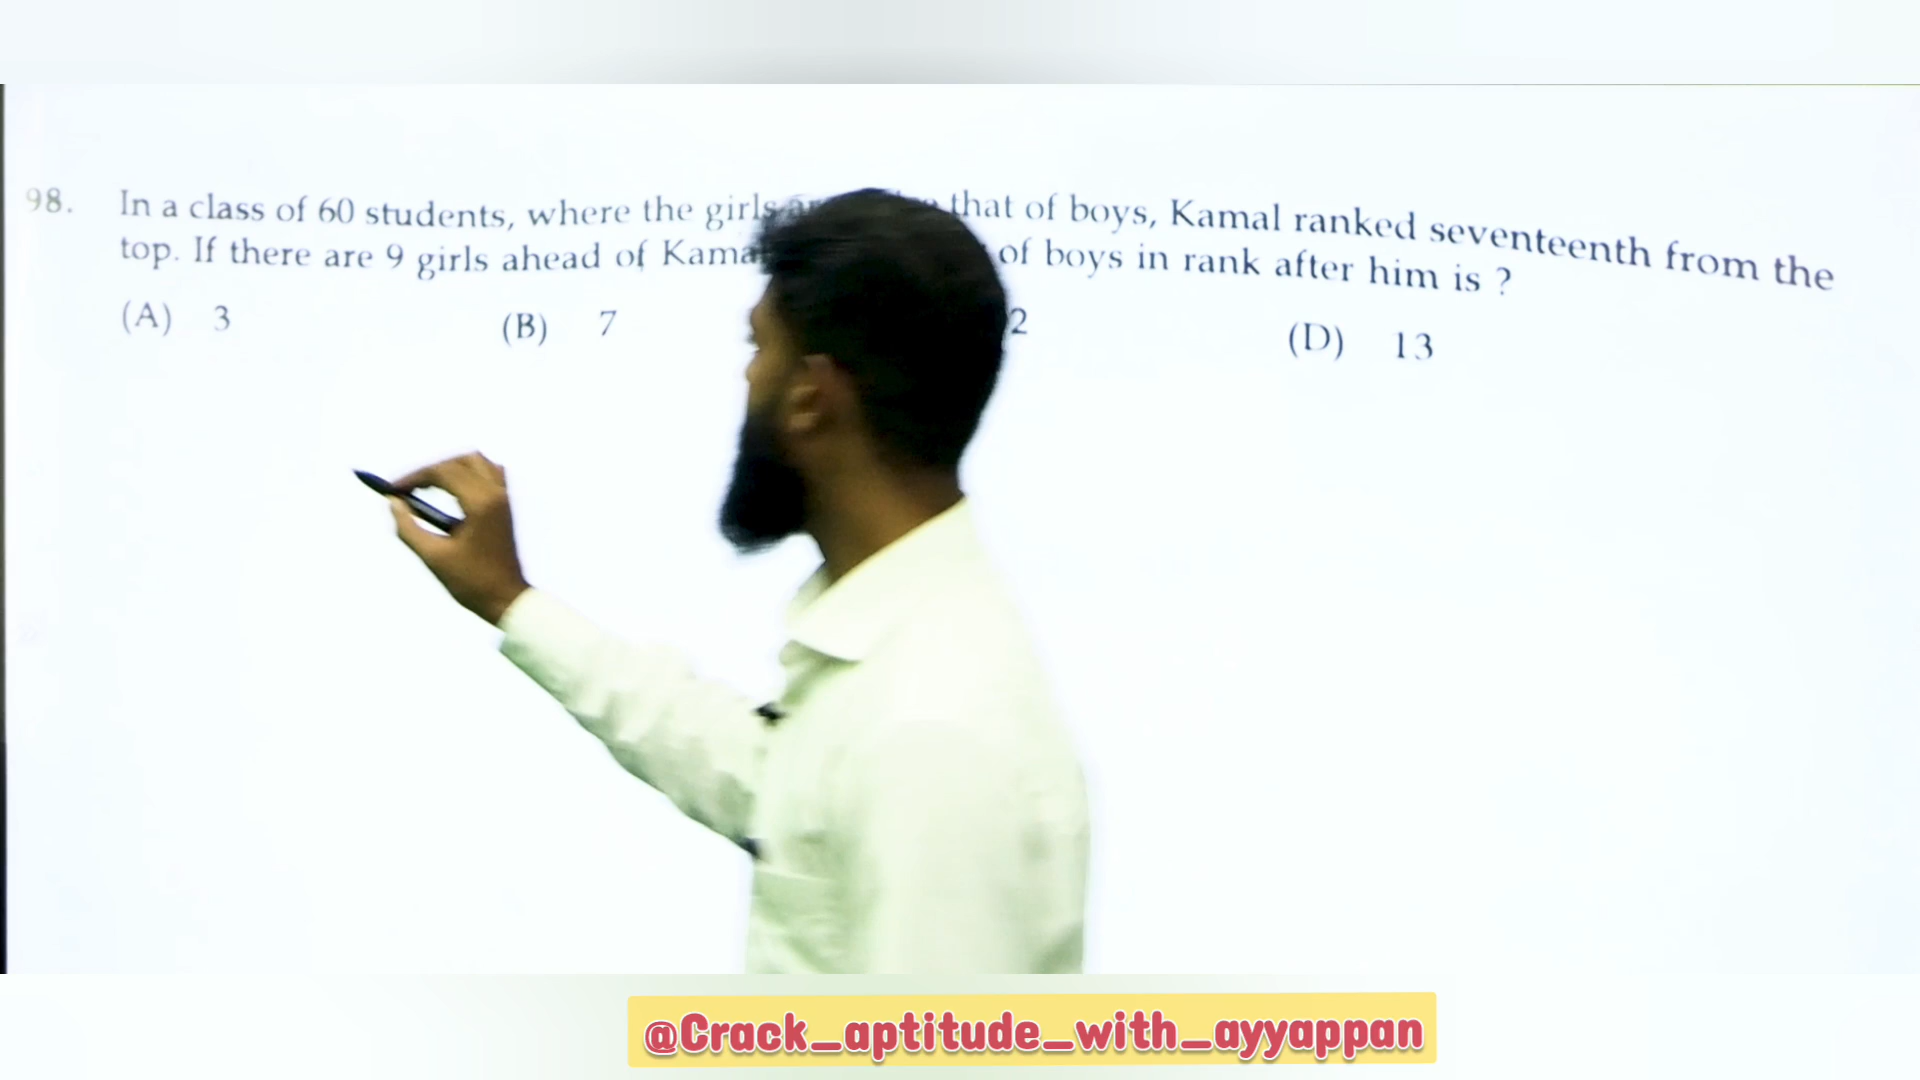 98. In a class of 60 students, where the girls that of boys, Kamal ranked seventeenth from the
top. If there are 9 girls ahead of of boys in rank after him is ?
(A) 3 (B) 7 2 (D) 13
@Crack_aptitude_with_ayyappan